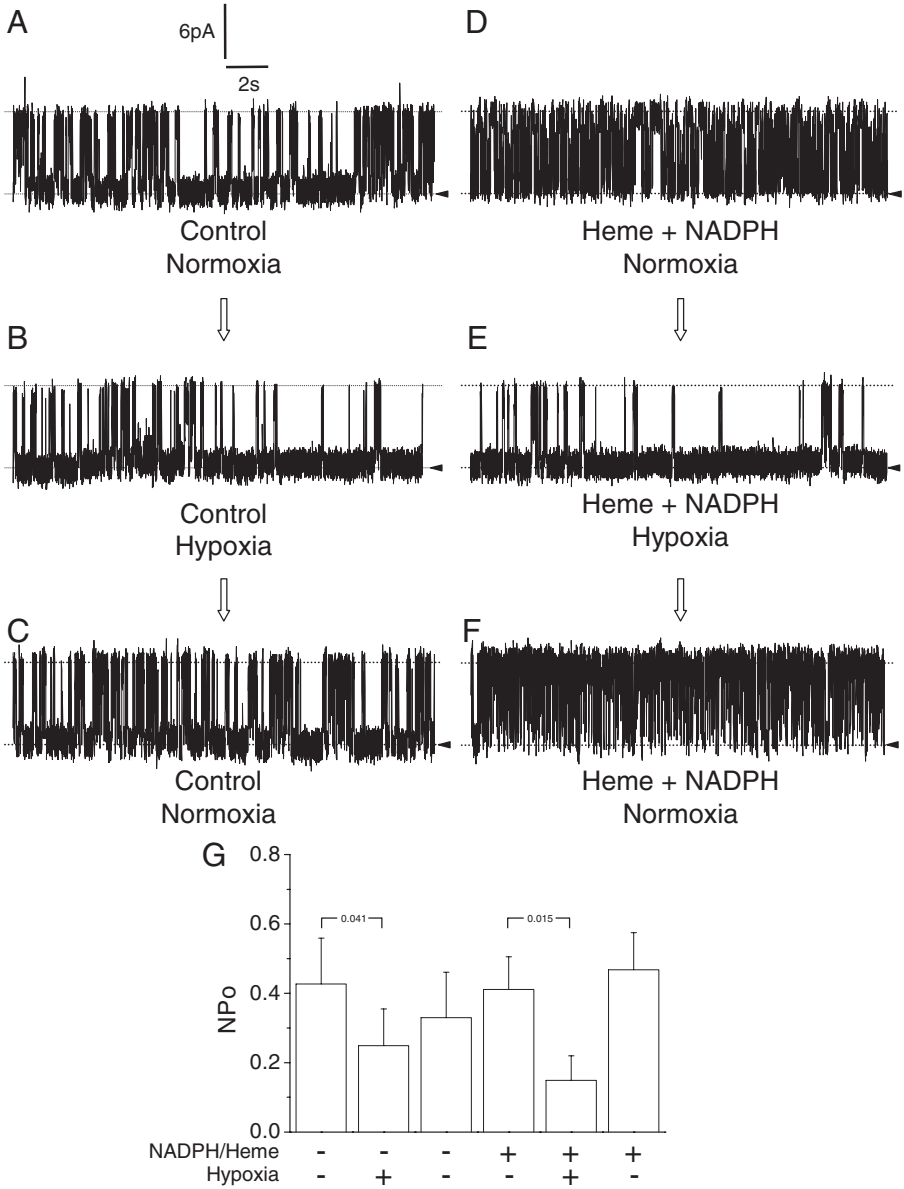 A
6pA
2s
Control
Normoxia
B
Control
Hypoxia
C
Control
Normoxia
D
Heme + NADPH
Normoxia
E
Heme + NADPH
Hypoxia
F
Heme + NADPH
Normoxia
G
0.8
0.6
0.4
0.2
0.0
NPo
0.041
0.015
NADPH/Heme - - - + + +
Hypoxia - + - - + -